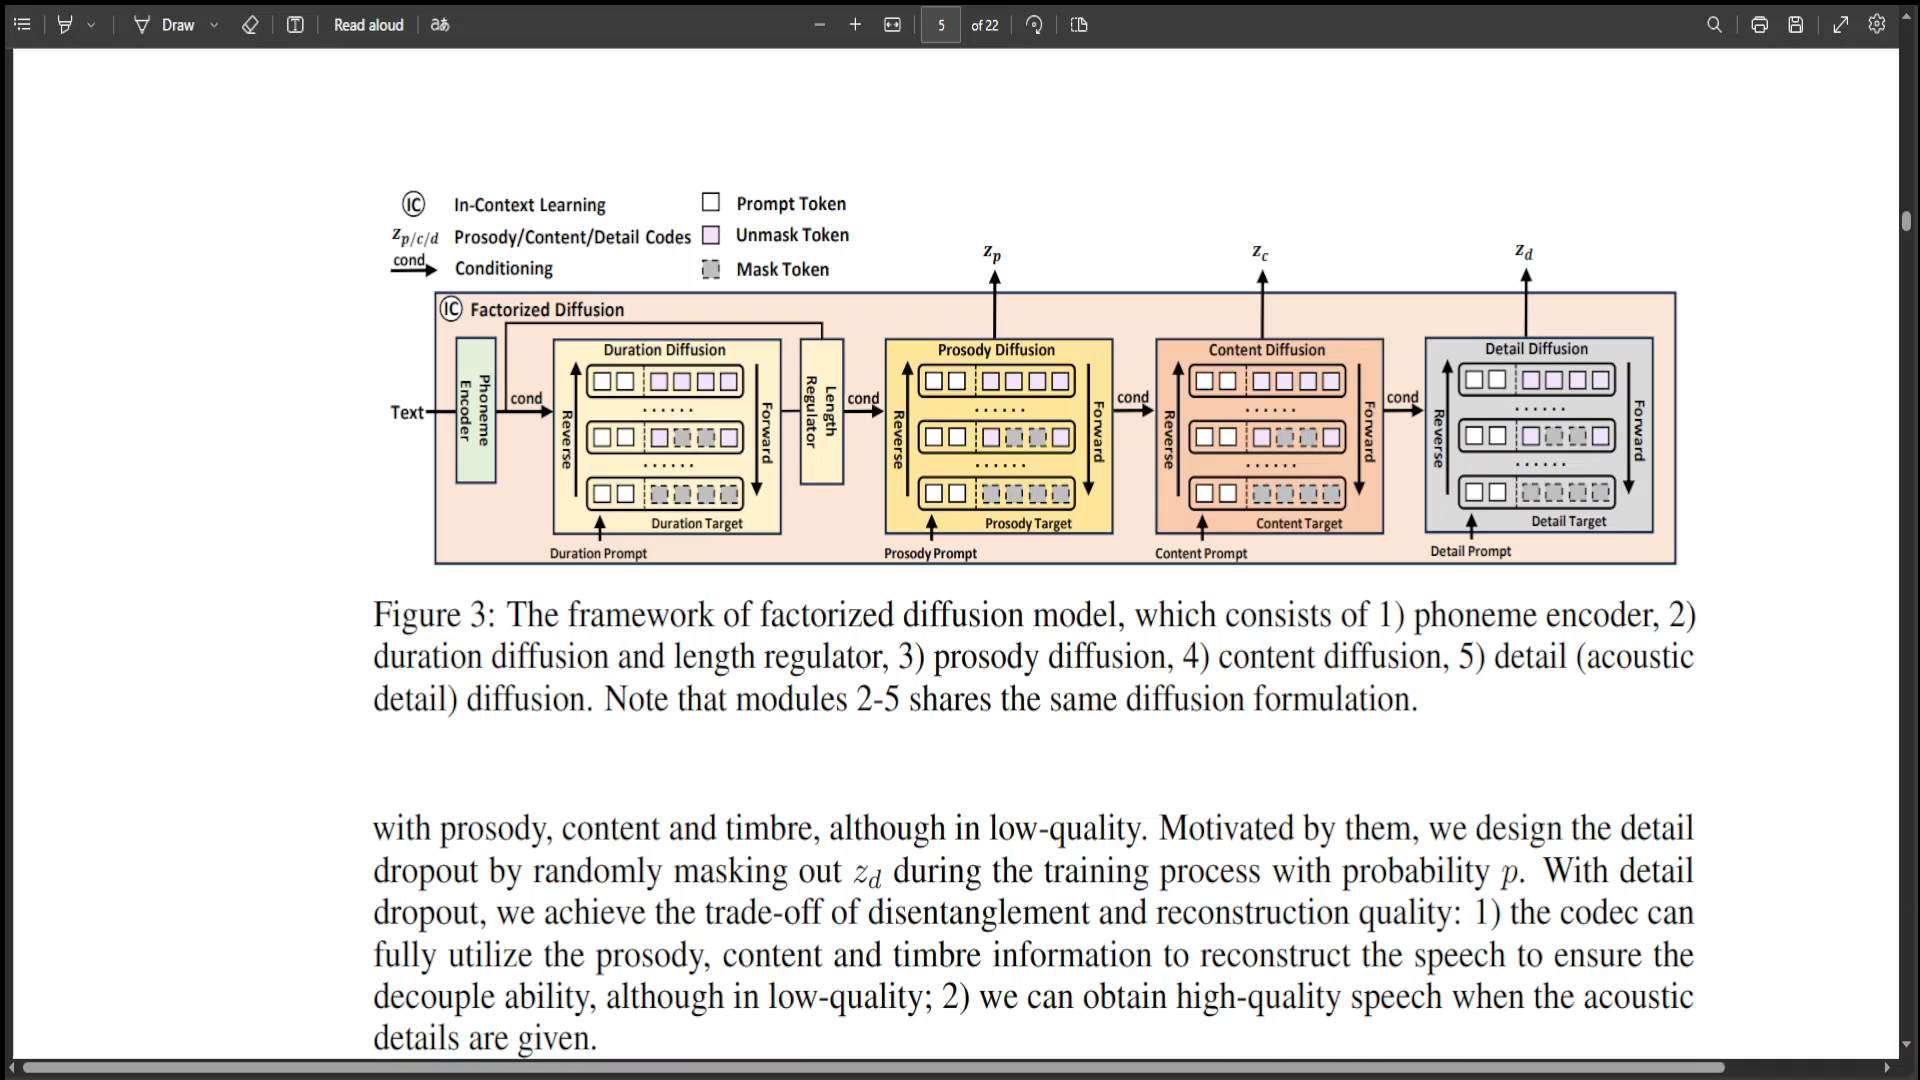 Draw
Read aloud
aあ
5
of 22
IC In-Context Learning
Prompt Token
z_{p/c/d} Prosody/Content/Detail Codes
Unmask Token
cond Conditioning
Mask Token
z_p
z_c
z_d
IC Factorized Diffusion
Text
Phoneme Encoder
cond
Duration Diffusion
Reverse
Forward
Duration Target
Duration Prompt
Length Regulator
cond
Prosody Diffusion
Reverse
Forward
Prosody Target
Prosody Prompt
cond
Content Diffusion
Reverse
Forward
Content Target
Content Prompt
cond
Detail Diffusion
Reverse
Forward
Detail Target
Detail Prompt
Figure 3: The framework of factorized diffusion model, which consists of 1) phoneme encoder, 2)
duration diffusion and length regulator, 3) prosody diffusion, 4) content diffusion, 5) detail (acoustic
detail) diffusion. Note that modules 2-5 shares the same diffusion formulation.
with prosody, content and timbre, although in low-quality. Motivated by them, we design the detail
dropout by randomly masking out z_d during the training process with probability p. With detail
dropout, we achieve the trade-off of disentanglement and reconstruction quality: 1) the codec can
fully utilize the prosody, content and timbre information to reconstruct the speech to ensure the
decouple ability, although in low-quality; 2) we can obtain high-quality speech when the acoustic
details are given.